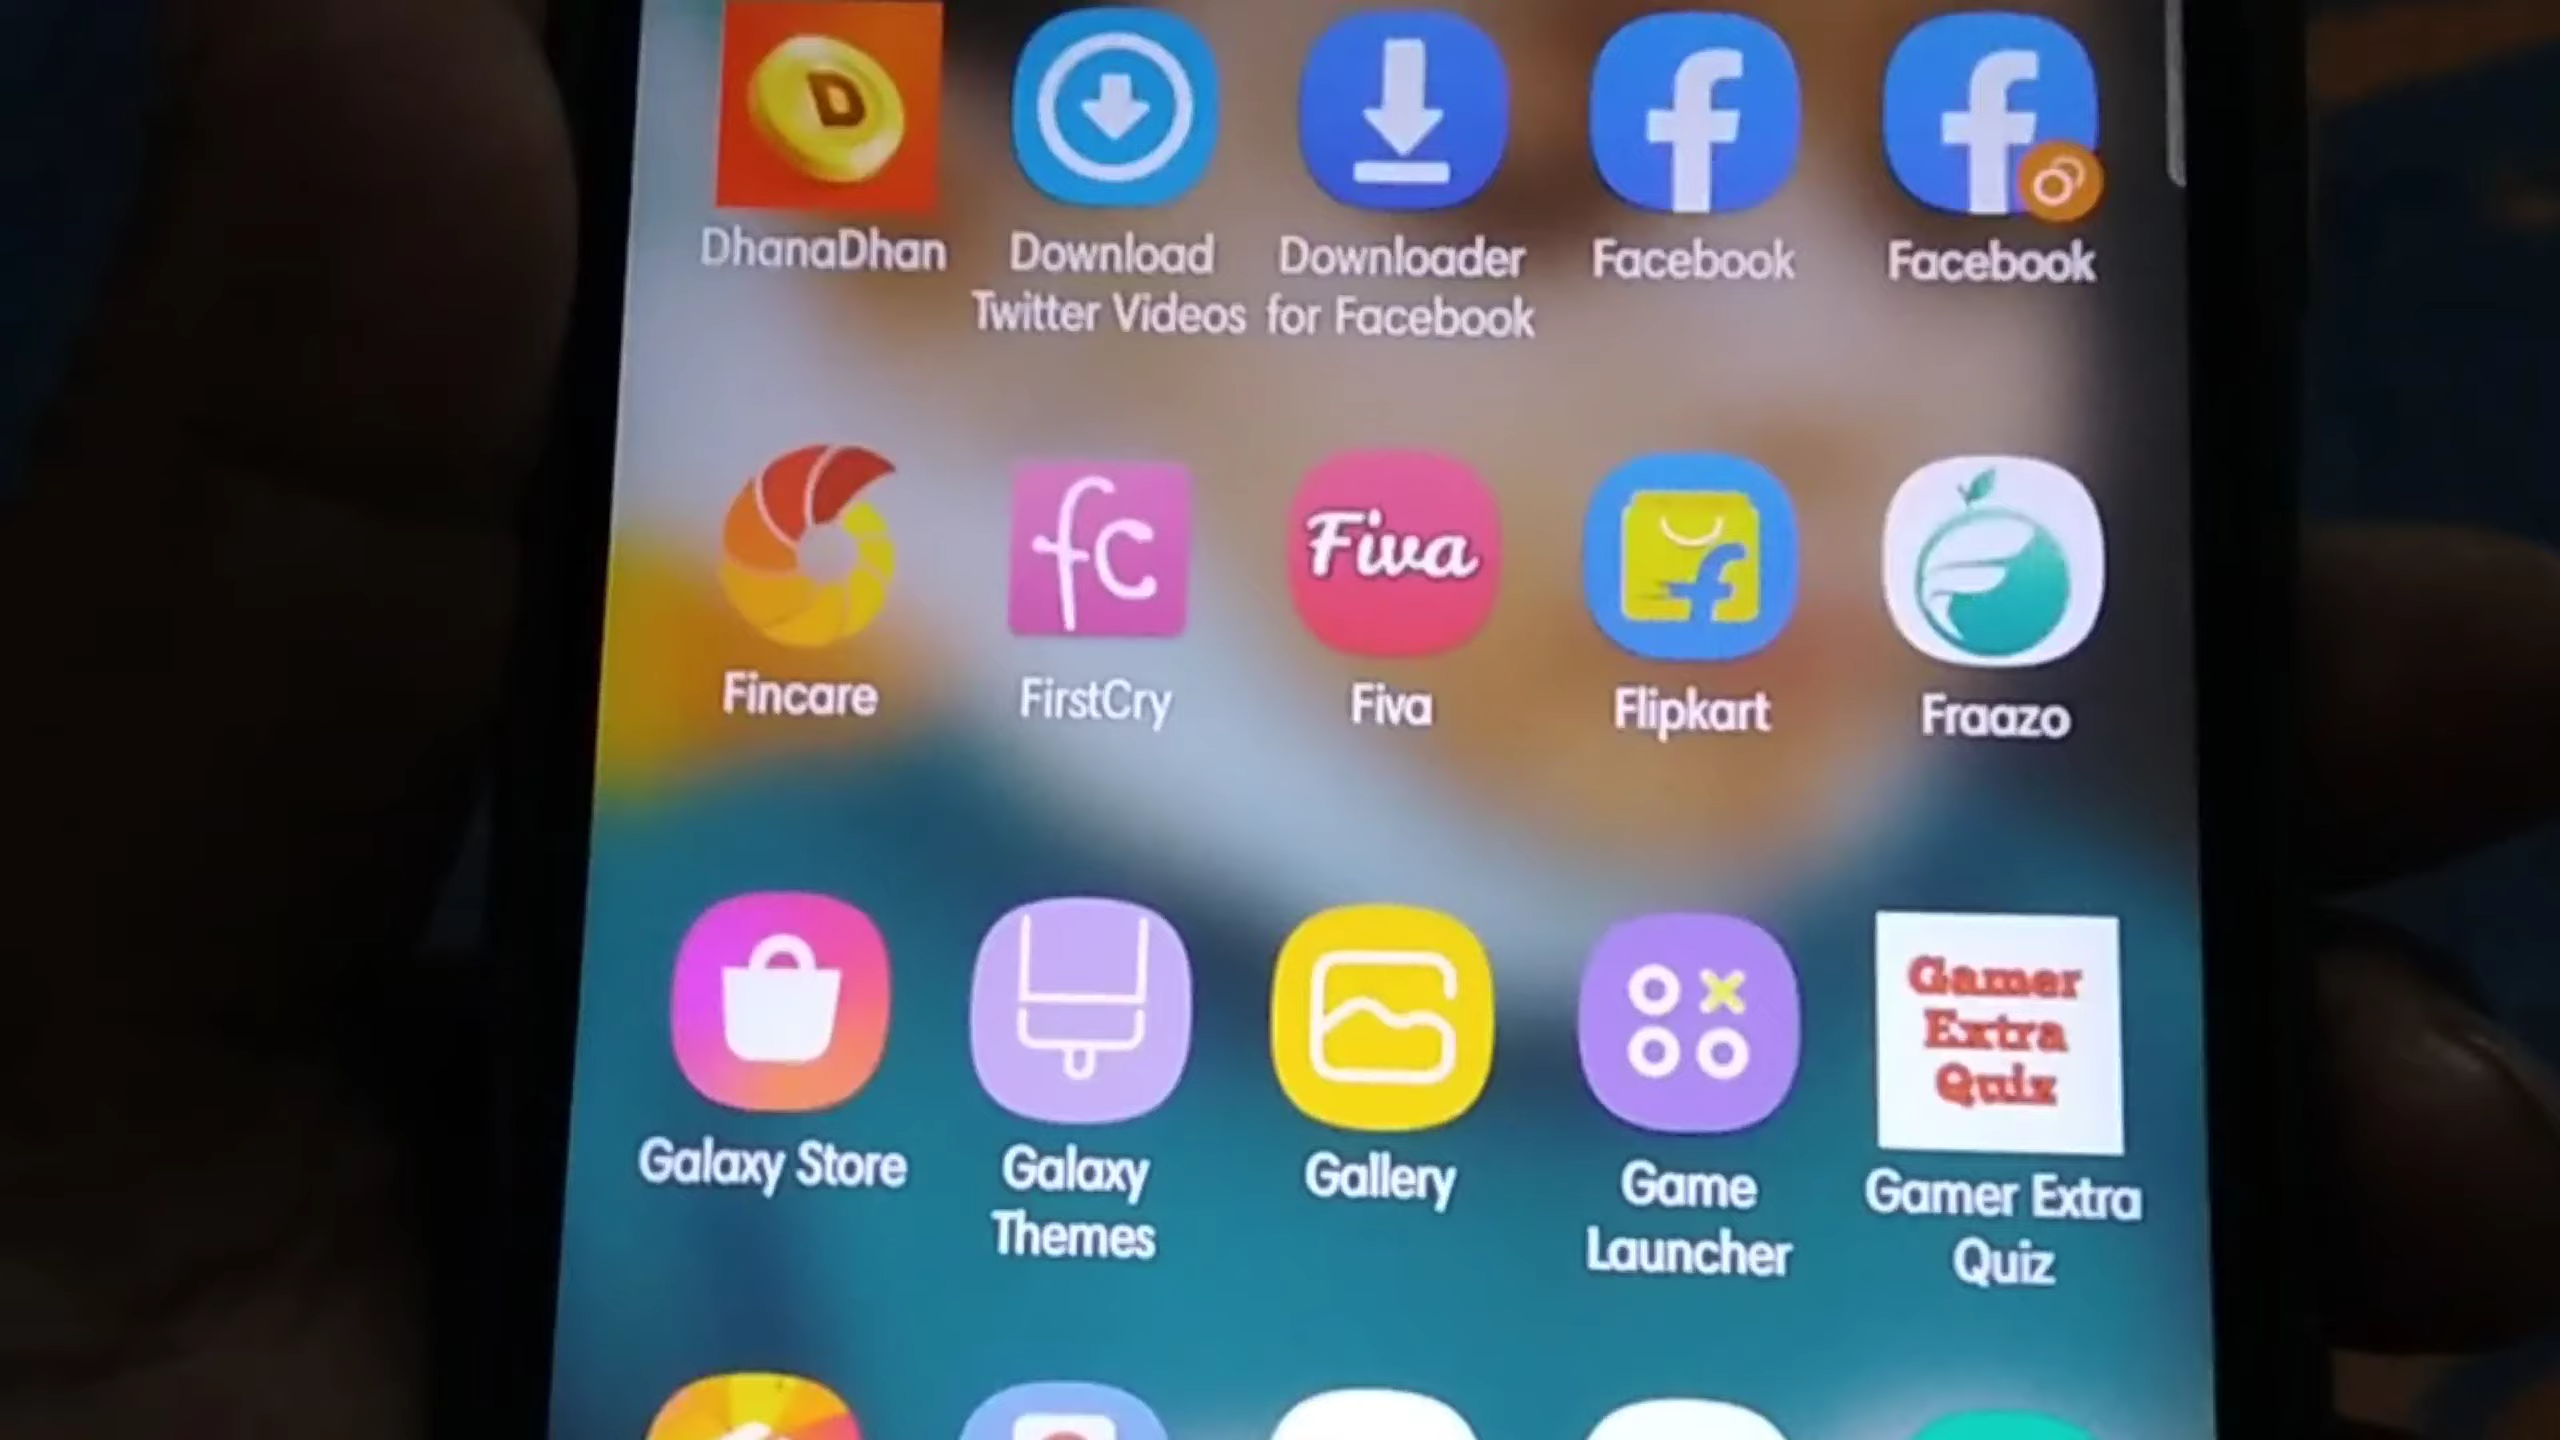 D
DhanaDhan
Download
Twitter Videos
Downloader
for Facebook
f
Facebook
f
Facebook
Fincare
fc
FirstCry
Fiva
Fiva
f
Flipkart
Fraazo
Galaxy Store
Galaxy
Themes
Gallery
Game
Launcher
Gamer
Extra
Quiz
Gamer Extra
Quiz